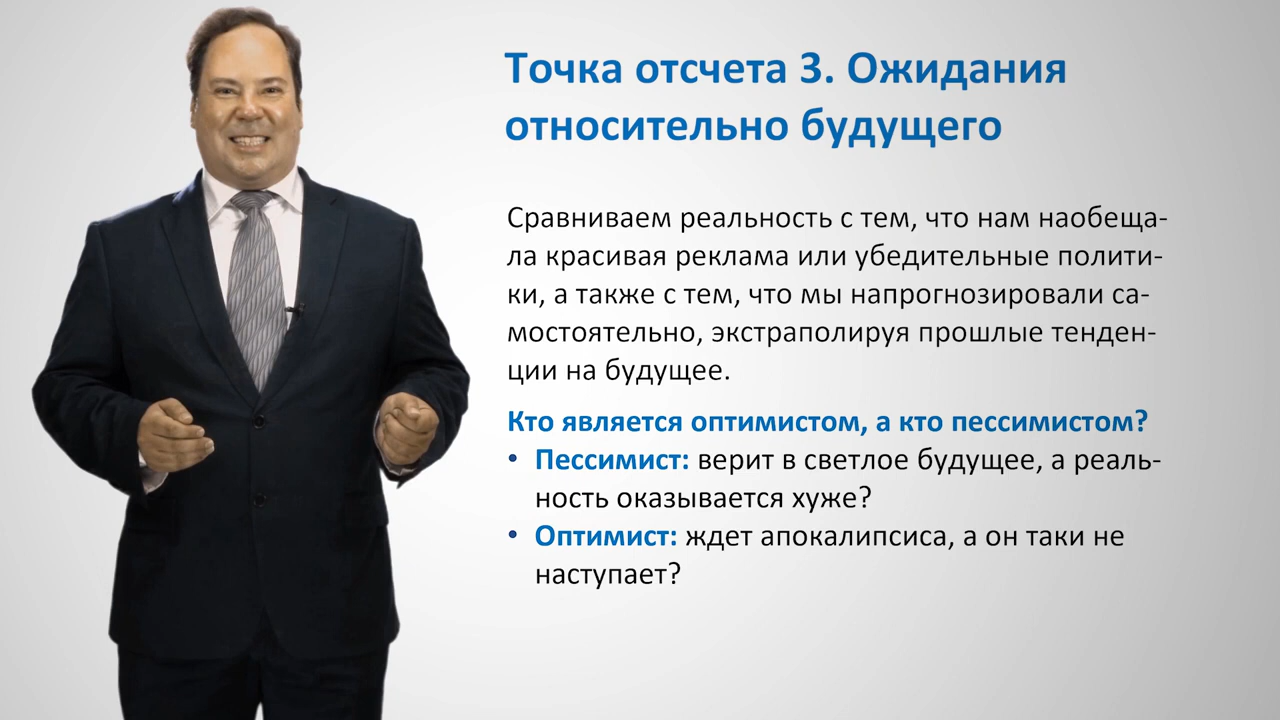 Точка отсчета 3. Ожидания
относительно будущего
Сравниваем реальность с тем, что нам наобеща-
ла красивая реклама или убедительные полити-
ки, а также с тем, что мы напрогнозировали са-
мостоятельно, экстраполируя прошлые тенден-
ции на будущее.
Кто является оптимистом, а кто пессимистом?
• Пессимист: верит в светлое будущее, а реаль-
ность оказывается хуже?
• Оптимист: ждет апокалипсиса, а он таки не
наступает?